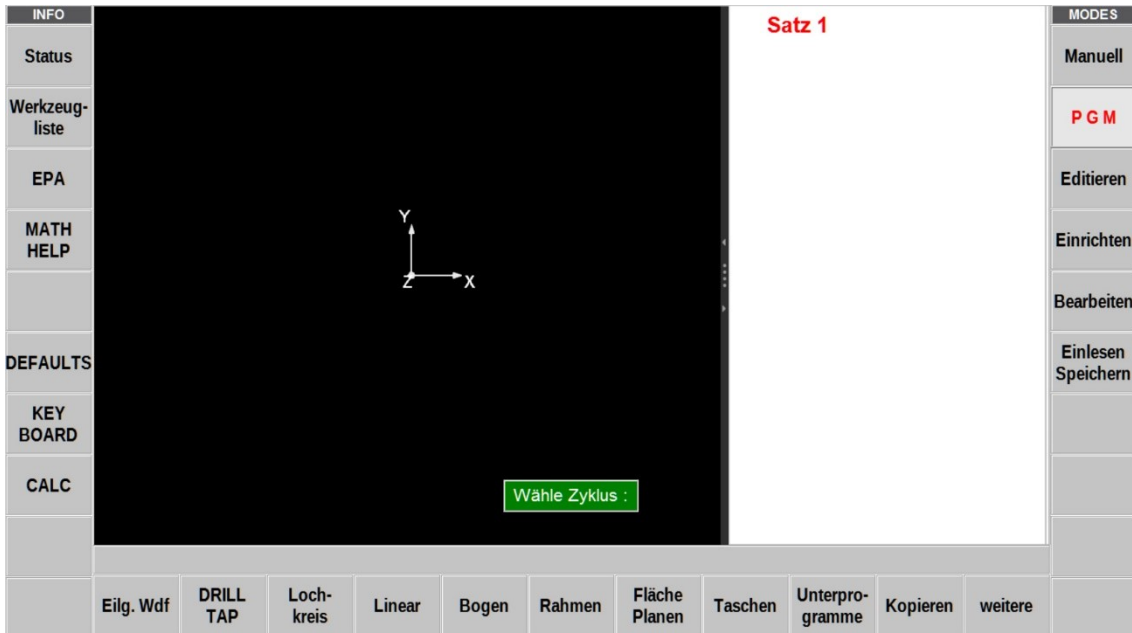 INFO
Status
Werkzeug-
liste
EPA
MATH
HELP
DEFAULTS
KEY
BOARD
CALC
Y
Z
X
Wähle Zyklus :
Satz 1
MODES
Manuell
P G M
Editieren
Einrichten
Bearbeiten
Einlesen
Speichern
Eilg. Wdf
DRILL
TAP
Loch-
kreis
Linear
Bogen
Rahmen
Fläche
Planen
Taschen
Unterpro-
gramme
Kopieren
weitere